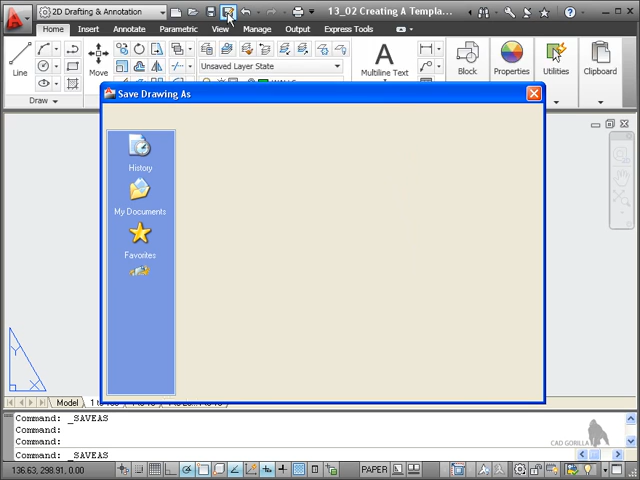 2D Drafting & Annotation
13_02 Creating A Templa...
Home Insert Annotate Parametric View Manage Output Express Tools
Unsaved Layer State
Line
Move
Multiline Text
Block
Properties
Utilities
Clipboard
Draw
Save Drawing As
History
My Documents
Favorites
Y
X
Model
Command: _SAVEAS
Command:
Command:
Command: _SAVEAS
CAD GORILLA
136.63, 298.91, 0.00
PAPER